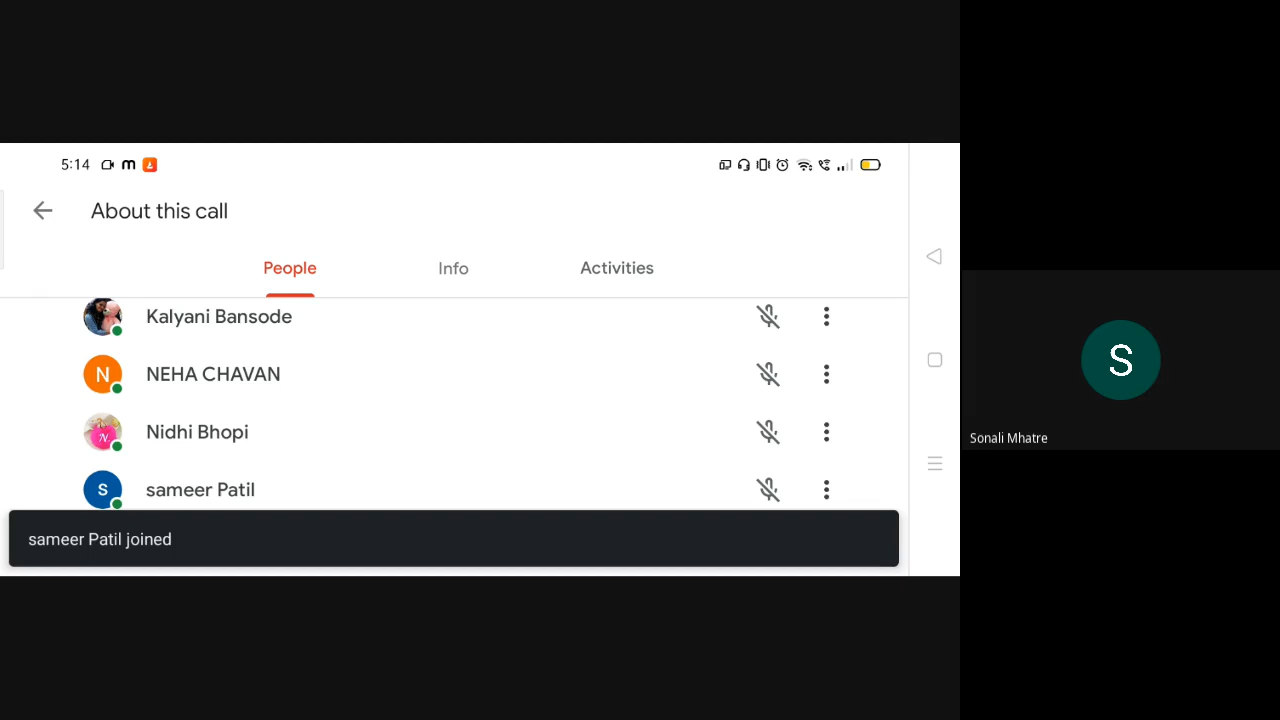 5:14
About this call
People
Info
Activities
Kalyani Bansode
N
NEHA CHAVAN
N.
Nidhi Bhopi
S
sameer Patil
sameer Patil joined
S
Sonali Mhatre